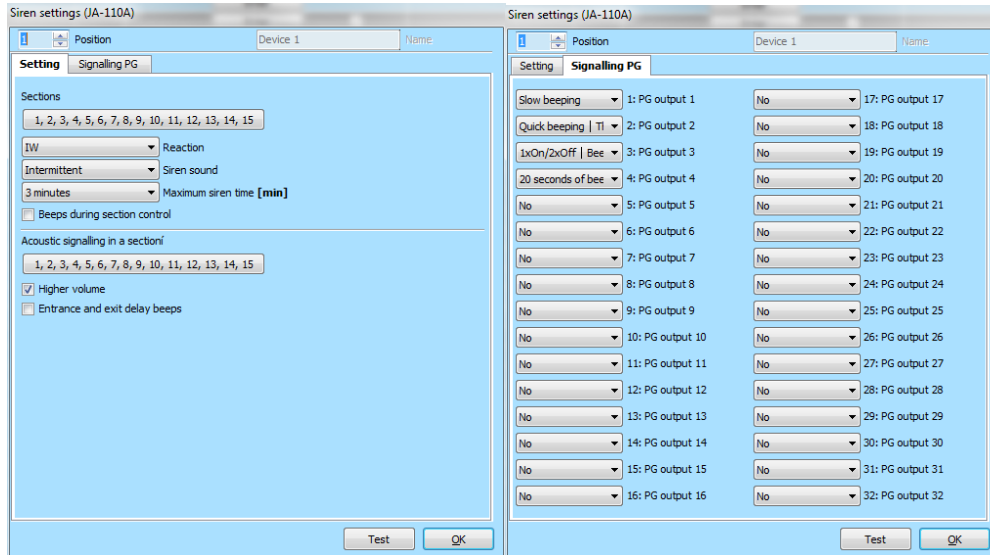 Siren settings (JA-110A)
1 Position Device 1 Name
Setting Signalling PG
Sections
1, 2, 3, 4, 5, 6, 7, 8, 9, 10, 11, 12, 13, 14, 15
IW Reaction
Intermittent Siren sound
3 minutes Maximum siren time [min]
Beeps during section control
Acoustic signalling in a sectioní
1, 2, 3, 4, 5, 6, 7, 8, 9, 10, 11, 12, 13, 14, 15
Higher volume
Entrance and exit delay beeps
Test OK
Siren settings (JA-110A)
1 Position Device 1 Name
Setting Signalling PG
Slow beeping 1: PG output 1 No 17: PG output 17
Quick beeping | Tl 2: PG output 2 No 18: PG output 18
1xOn/2xOff | Bee 3: PG output 3 No 19: PG output 19
20 seconds of bee 4: PG output 4 No 20: PG output 20
No 5: PG output 5 No 21: PG output 21
No 6: PG output 6 No 22: PG output 22
No 7: PG output 7 No 23: PG output 23
No 8: PG output 8 No 24: PG output 24
No 9: PG output 9 No 25: PG output 25
No 10: PG output 10 No 26: PG output 26
No 11: PG output 11 No 27: PG output 27
No 12: PG output 12 No 28: PG output 28
No 13: PG output 13 No 29: PG output 29
No 14: PG output 14 No 30: PG output 30
No 15: PG output 15 No 31: PG output 31
No 16: PG output 16 No 32: PG output 32
Test OK